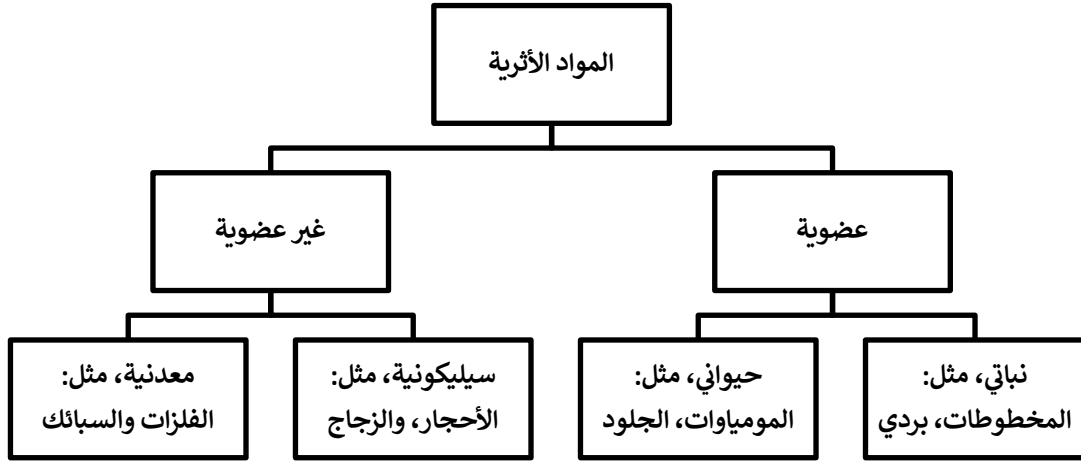 المواد الأثرية
عضوية
غير عضوية
نباتي، مثل:
المخطوطات، بردي
حيواني، مثل:
المومياوات، الجلود
سيليكونية، مثل:
الأحجار، والزجاج
معدنية، مثل:
الفلزات والسبائك